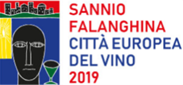 SANNIO
FALANGHINA
CITTÀ EUROPEA
DEL VINO
2019